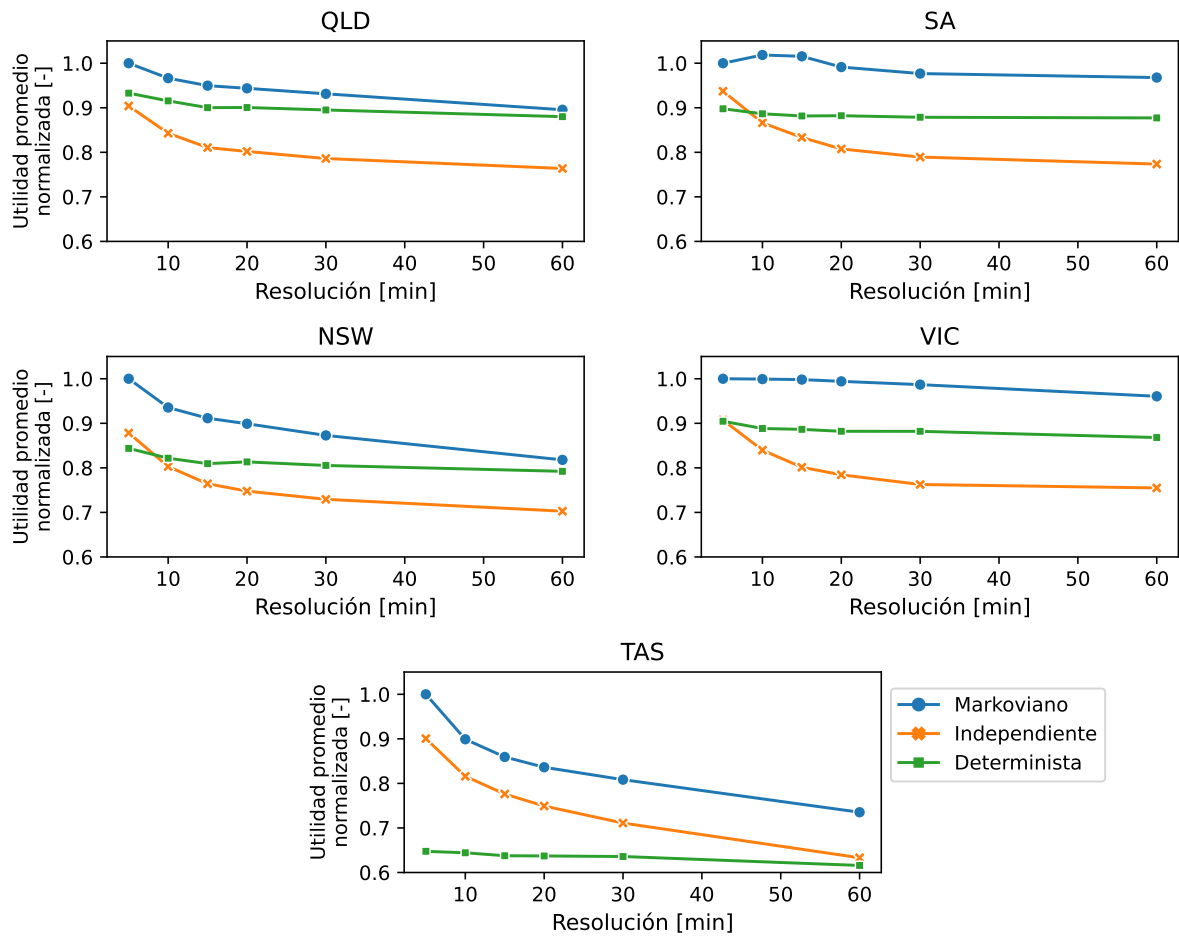 QLD
Utilidad promedio
normalizada [-]
1.0
0.9
0.8
0.7
0.6
10 20 30 40 50 60
Resolución [min]
SA
1.0
0.9
0.8
0.7
0.6
10 20 30 40 50 60
Resolución [min]
NSW
Utilidad promedio
normalizada [-]
1.0
0.9
0.8
0.7
0.6
10 20 30 40 50 60
Resolución [min]
VIC
1.0
0.9
0.8
0.7
0.6
10 20 30 40 50 60
Resolución [min]
TAS
Utilidad promedio
normalizada [-]
1.0
0.9
0.8
0.7
0.6
10 20 30 40 50 60
Resolución [min]
Markoviano
Independiente
Determinista